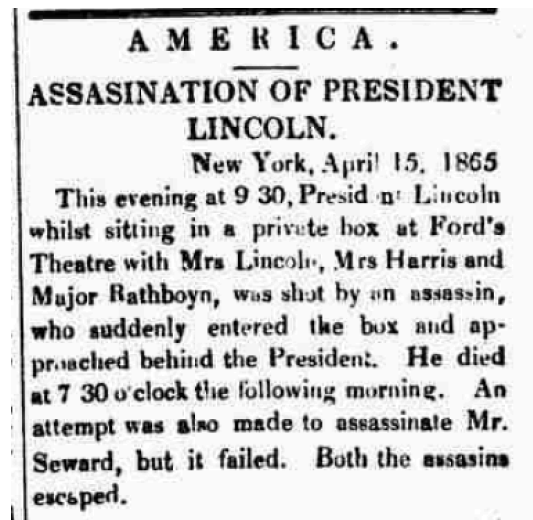 AMERICA.
ASSASINATION OF PRESIDENT
LINCOLN.
New York, April 15, 1865
This evening at 9 30, President Lincoln
whilst sitting in a private box at Ford's
Theatre with Mrs Lincoln, Mrs Harris and
Major Rathboyn, was shot by an assassin,
who suddenly entered the box and ap-
proached behind the President. He died
at 7 30 o'clock the following morning. An
attempt was also made to assassinate Mr.
Seward, but it failed. Both the assasins
escaped.